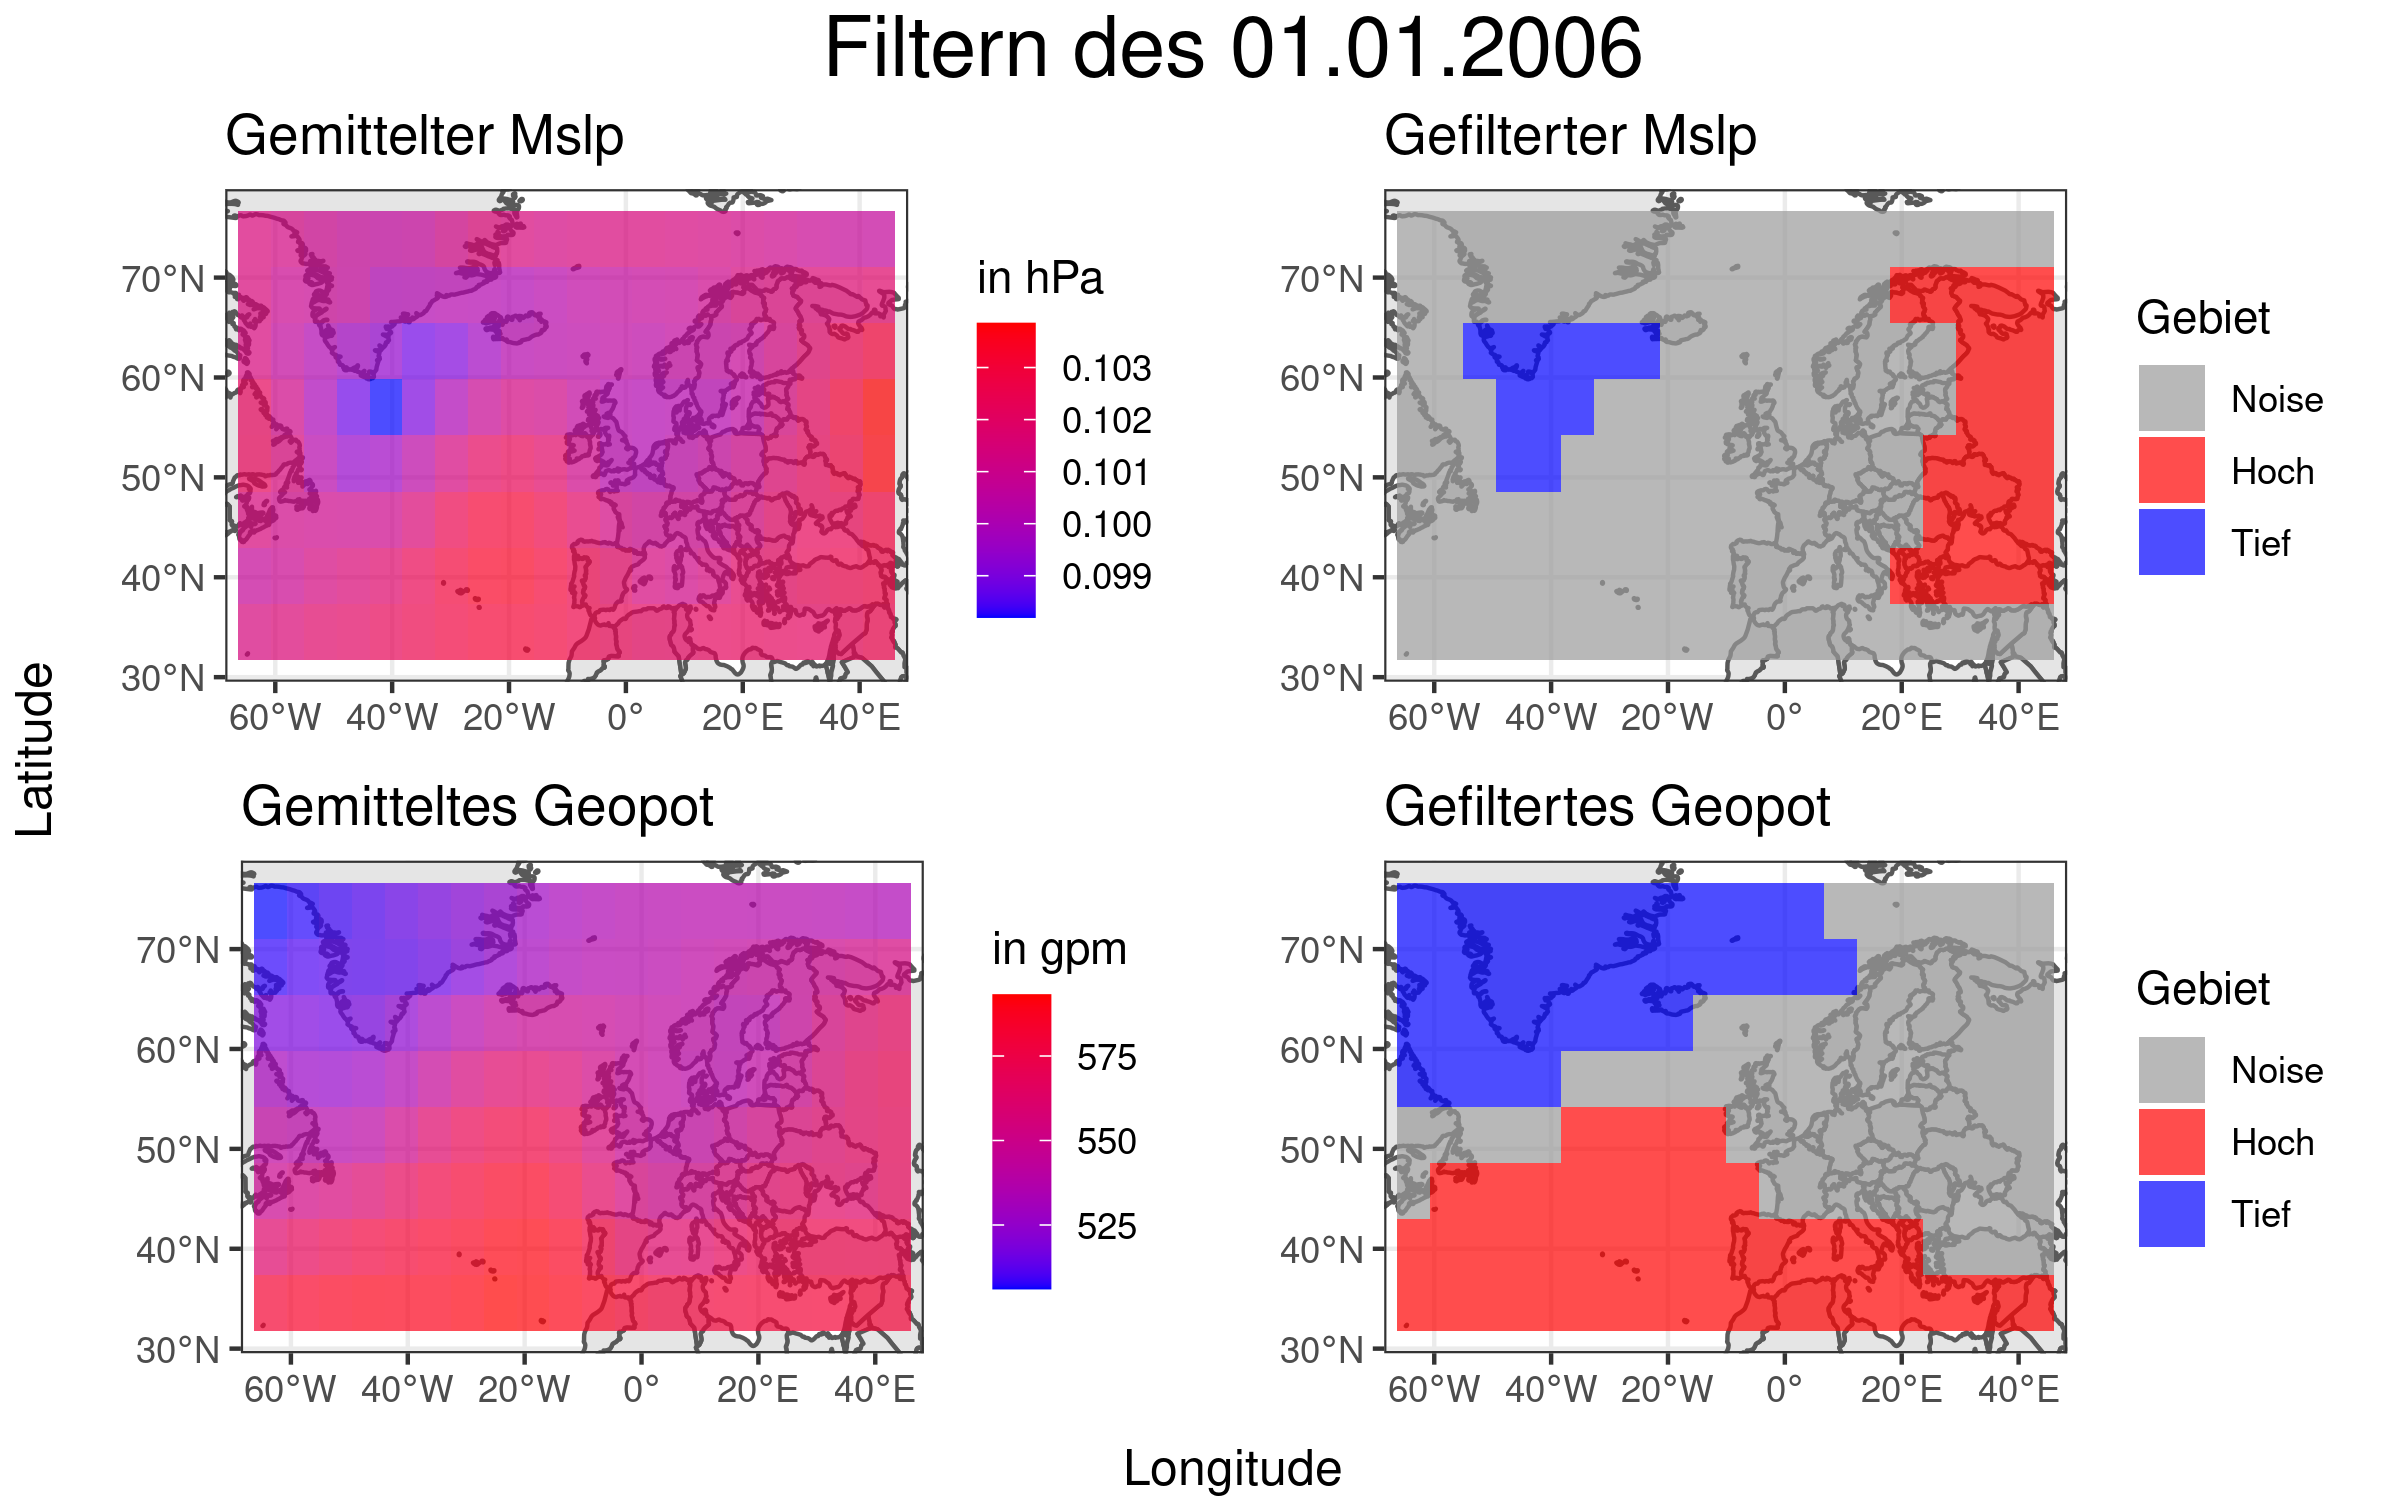 Filtern des 01.01.2006
Gemittelter Mslp
70°N
60°N
50°N
40°N
30°N
60°W 40°W 20°W 0° 20°E 40°E
in hPa
0.103
0.102
0.101
0.100
0.099
Gefilterter Mslp
70°N
60°N
50°N
40°N
30°N
60°W 40°W 20°W 0° 20°E 40°E
Gebiet
Noise
Hoch
Tief
Latitude
Gemitteltes Geopot
70°N
60°N
50°N
40°N
30°N
60°W 40°W 20°W 0° 20°E 40°E
in gpm
575
550
525
Gefiltertes Geopot
70°N
60°N
50°N
40°N
30°N
60°W 40°W 20°W 0° 20°E 40°E
Gebiet
Noise
Hoch
Tief
Longitude